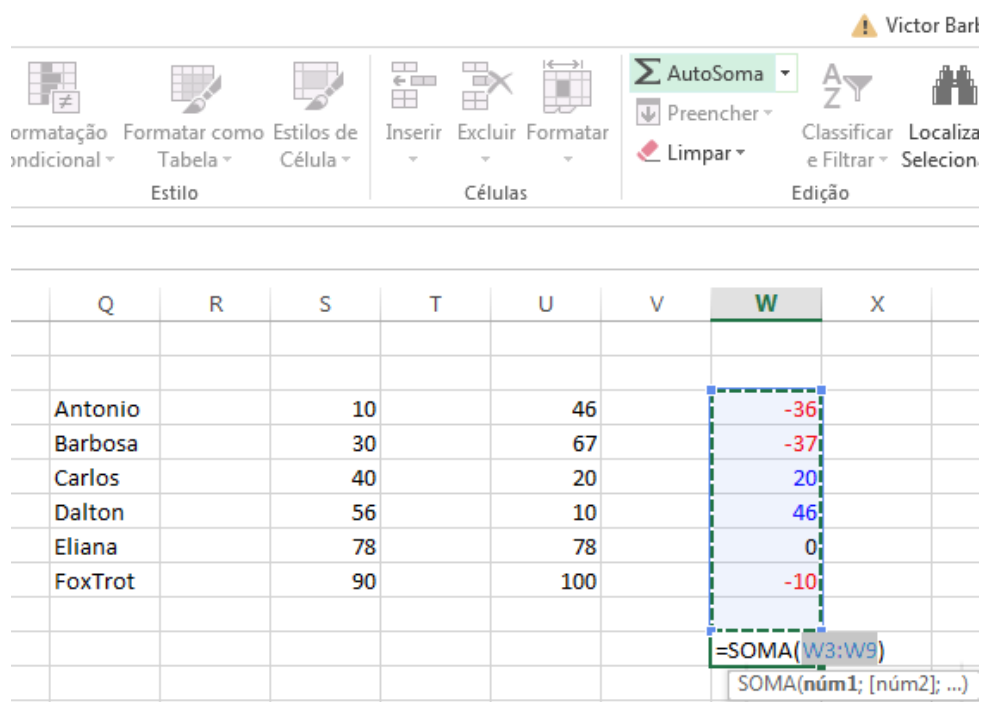 Victor Barl
AutoSoma
Preencher
Limpar
ormatação
ondicional
Formatar como
Tabela
Estilos de
Célula
Inserir
Excluir
Formatar
Classificar
e Filtrar
Localiza
Selecion
Estilo
Células
Edição
Q R S T U V W X
Antonio 10 46 -36
Barbosa 30 67 -37
Carlos 40 20 20
Dalton 56 10 46
Eliana 78 78 0
FoxTrot 90 100 -10
=SOMA(W3:W9)
SOMA(núm1; [núm2]; ...)